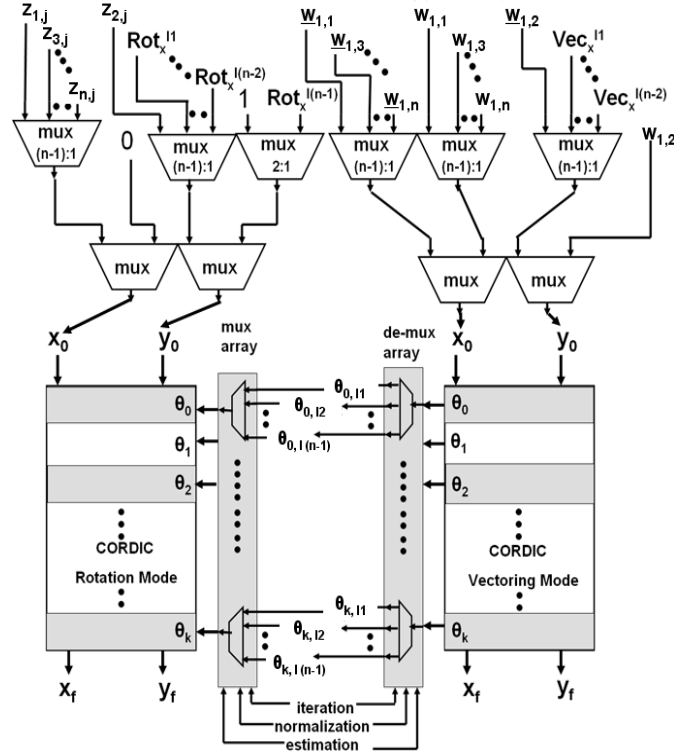 z1,j
z3,j
zn,j
z2,j
Rotx^l1
Rotx^l(n-2)
1
Rotx^l(n-1)
w1,1
w1,3
w1,n
w1,1
w1,3
w1,n
w1,2
Vecx^l1
Vecx^l(n-2)
w1,2
mux
(n-1):1
0
mux
(n-1):1
mux
2:1
mux
(n-1):1
mux
(n-1):1
mux
(n-1):1
mux
mux
mux
mux
x0
y0
mux
array
de-mux
array
x0
y0
θ0
θ0, l1
θ0, l2
θ0, l (n-1)
θ0
θ1
θ1
θ2
θ2
CORDIC
Rotation Mode
CORDIC
Vectoring Mode
θk
θk, l1
θk, l2
θk, l (n-1)
θk
xf
yf
xf
yf
iteration
normalization
estimation